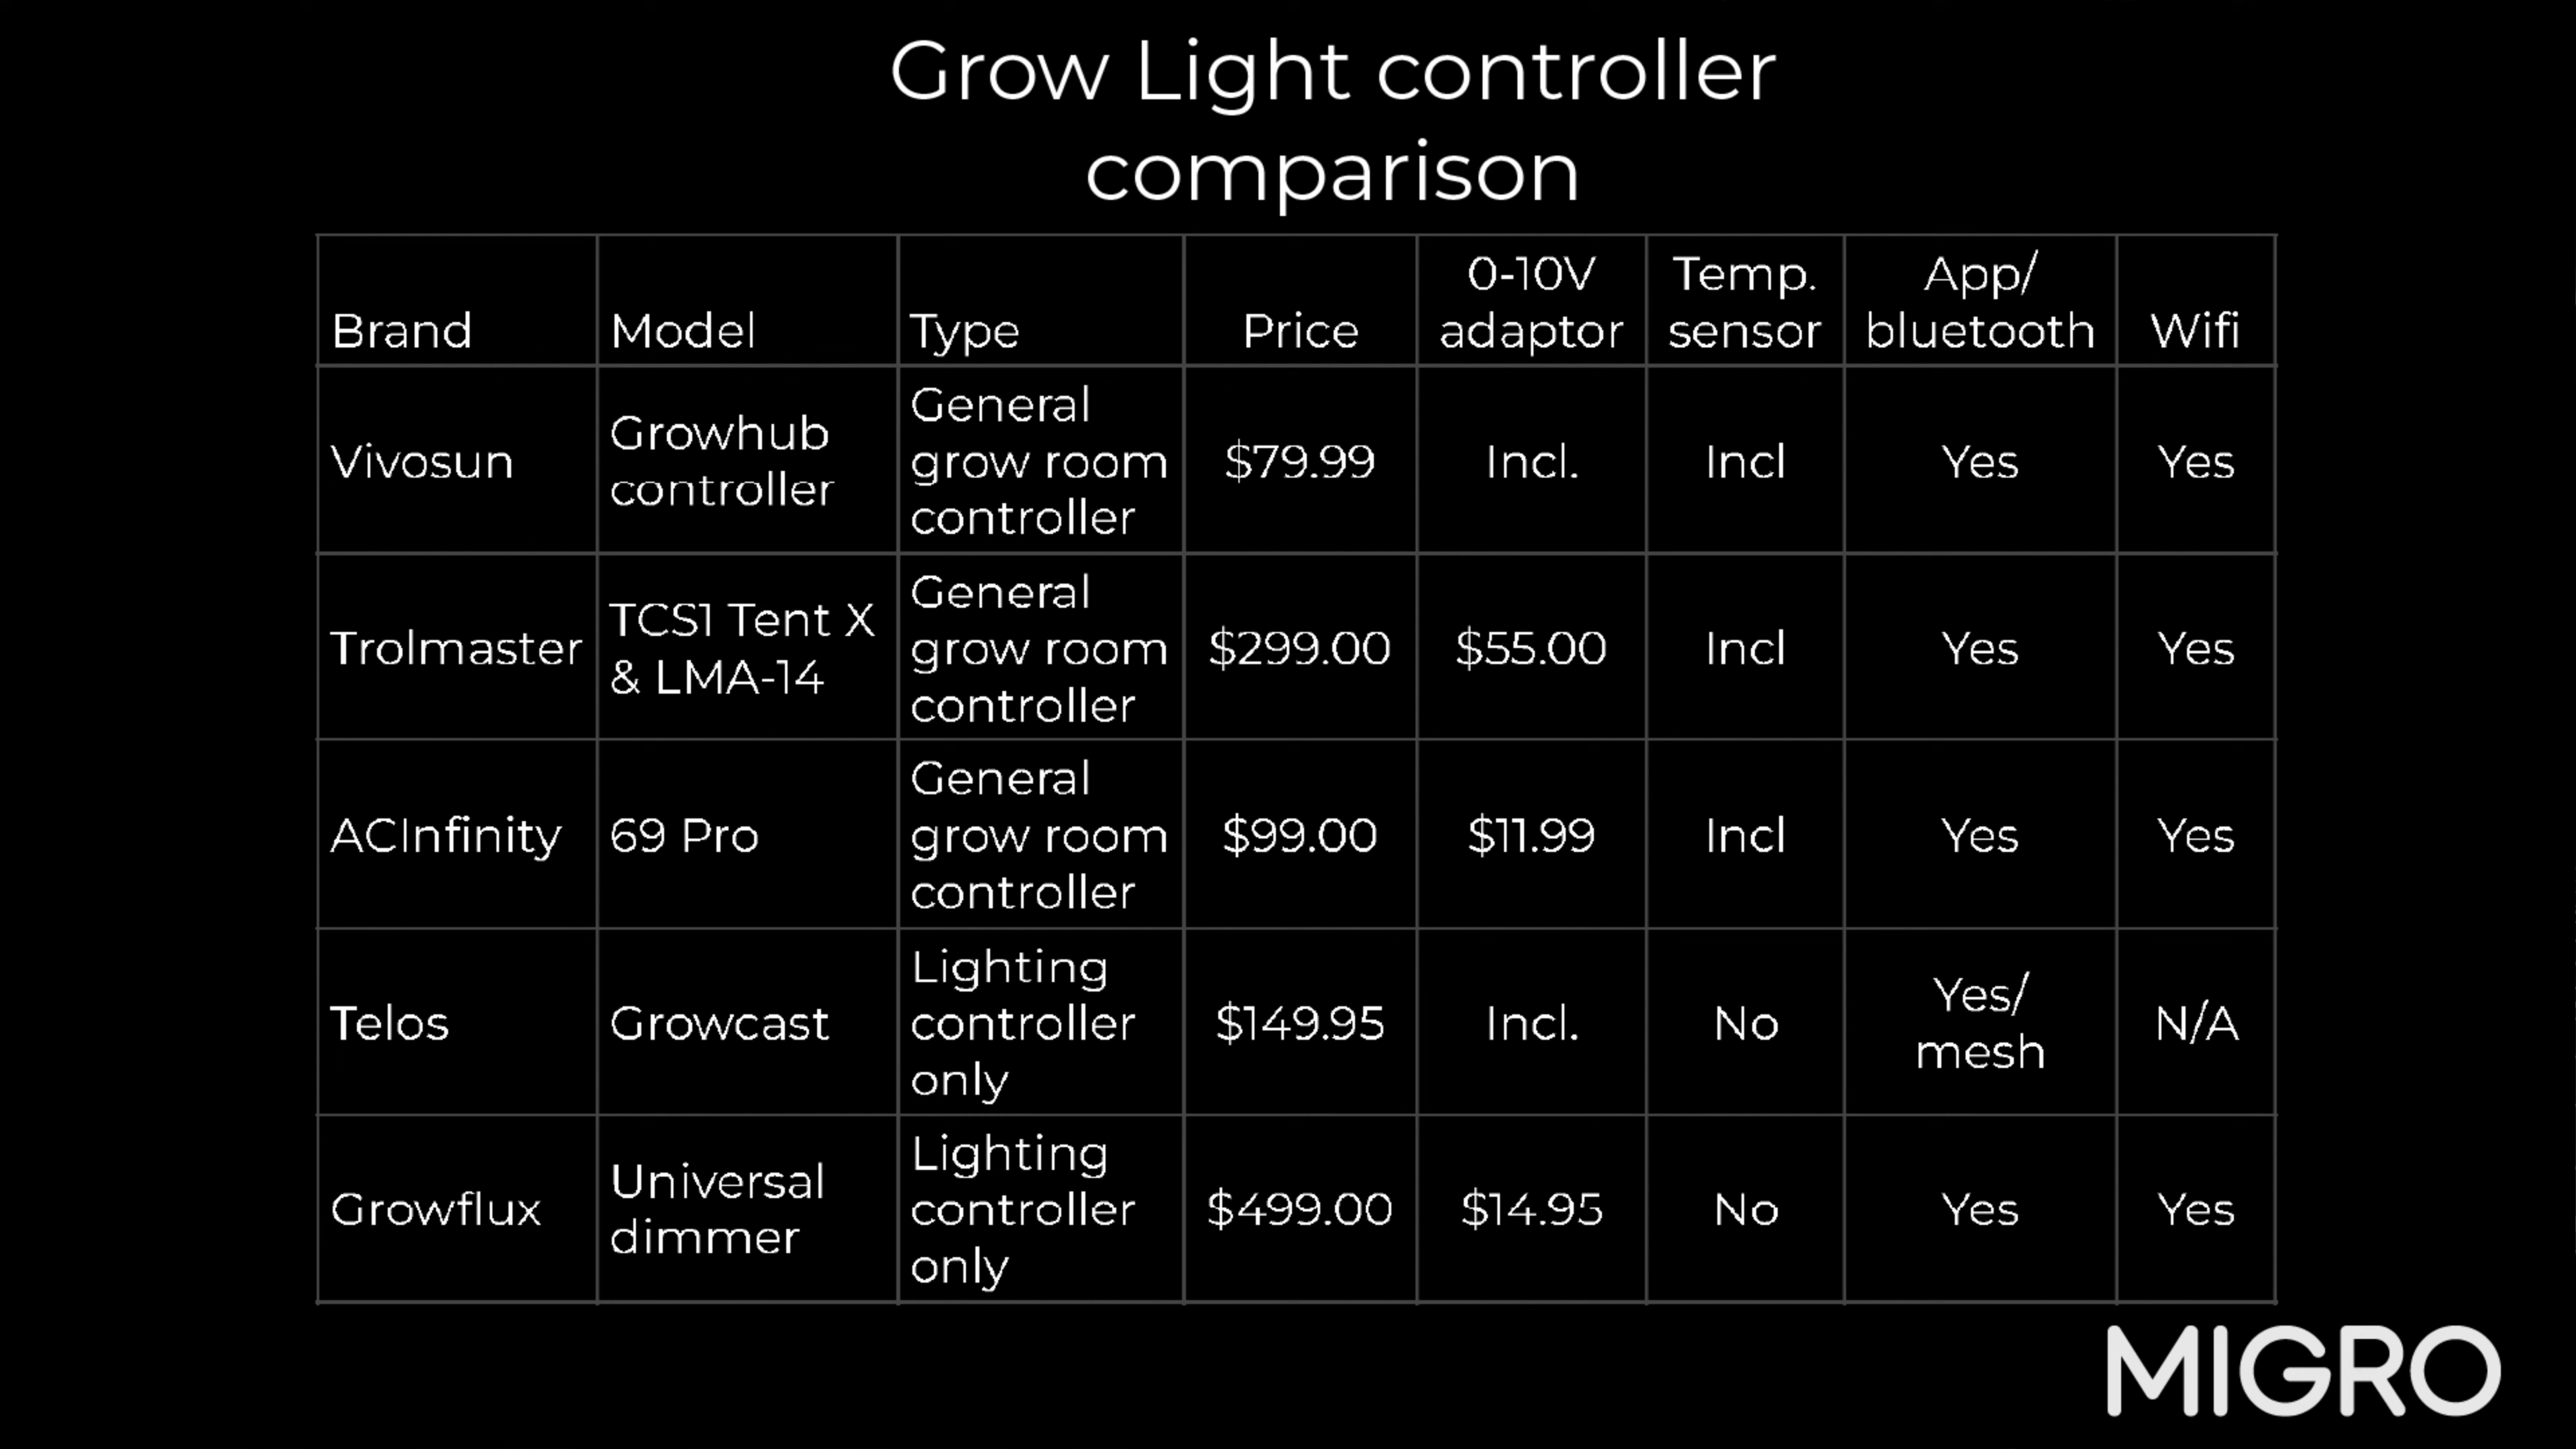 Grow Light controller
comparison
Brand Model Type Price 0-10V adaptor Temp. sensor App/ bluetooth Wifi
Vivosun Growhub controller General grow room controller $79.99 Incl. Incl Yes Yes
Trolmaster TCS1 Tent X & LMA-14 General grow room controller $299.00 $55.00 Incl Yes Yes
ACInfinity 69 Pro General grow room controller $99.00 $11.99 Incl Yes Yes
Telos Growcast Lighting controller only $149.95 Incl. No Yes/ mesh N/A
Growflux Universal dimmer Lighting controller only $499.00 $14.95 No Yes Yes
MIGRO